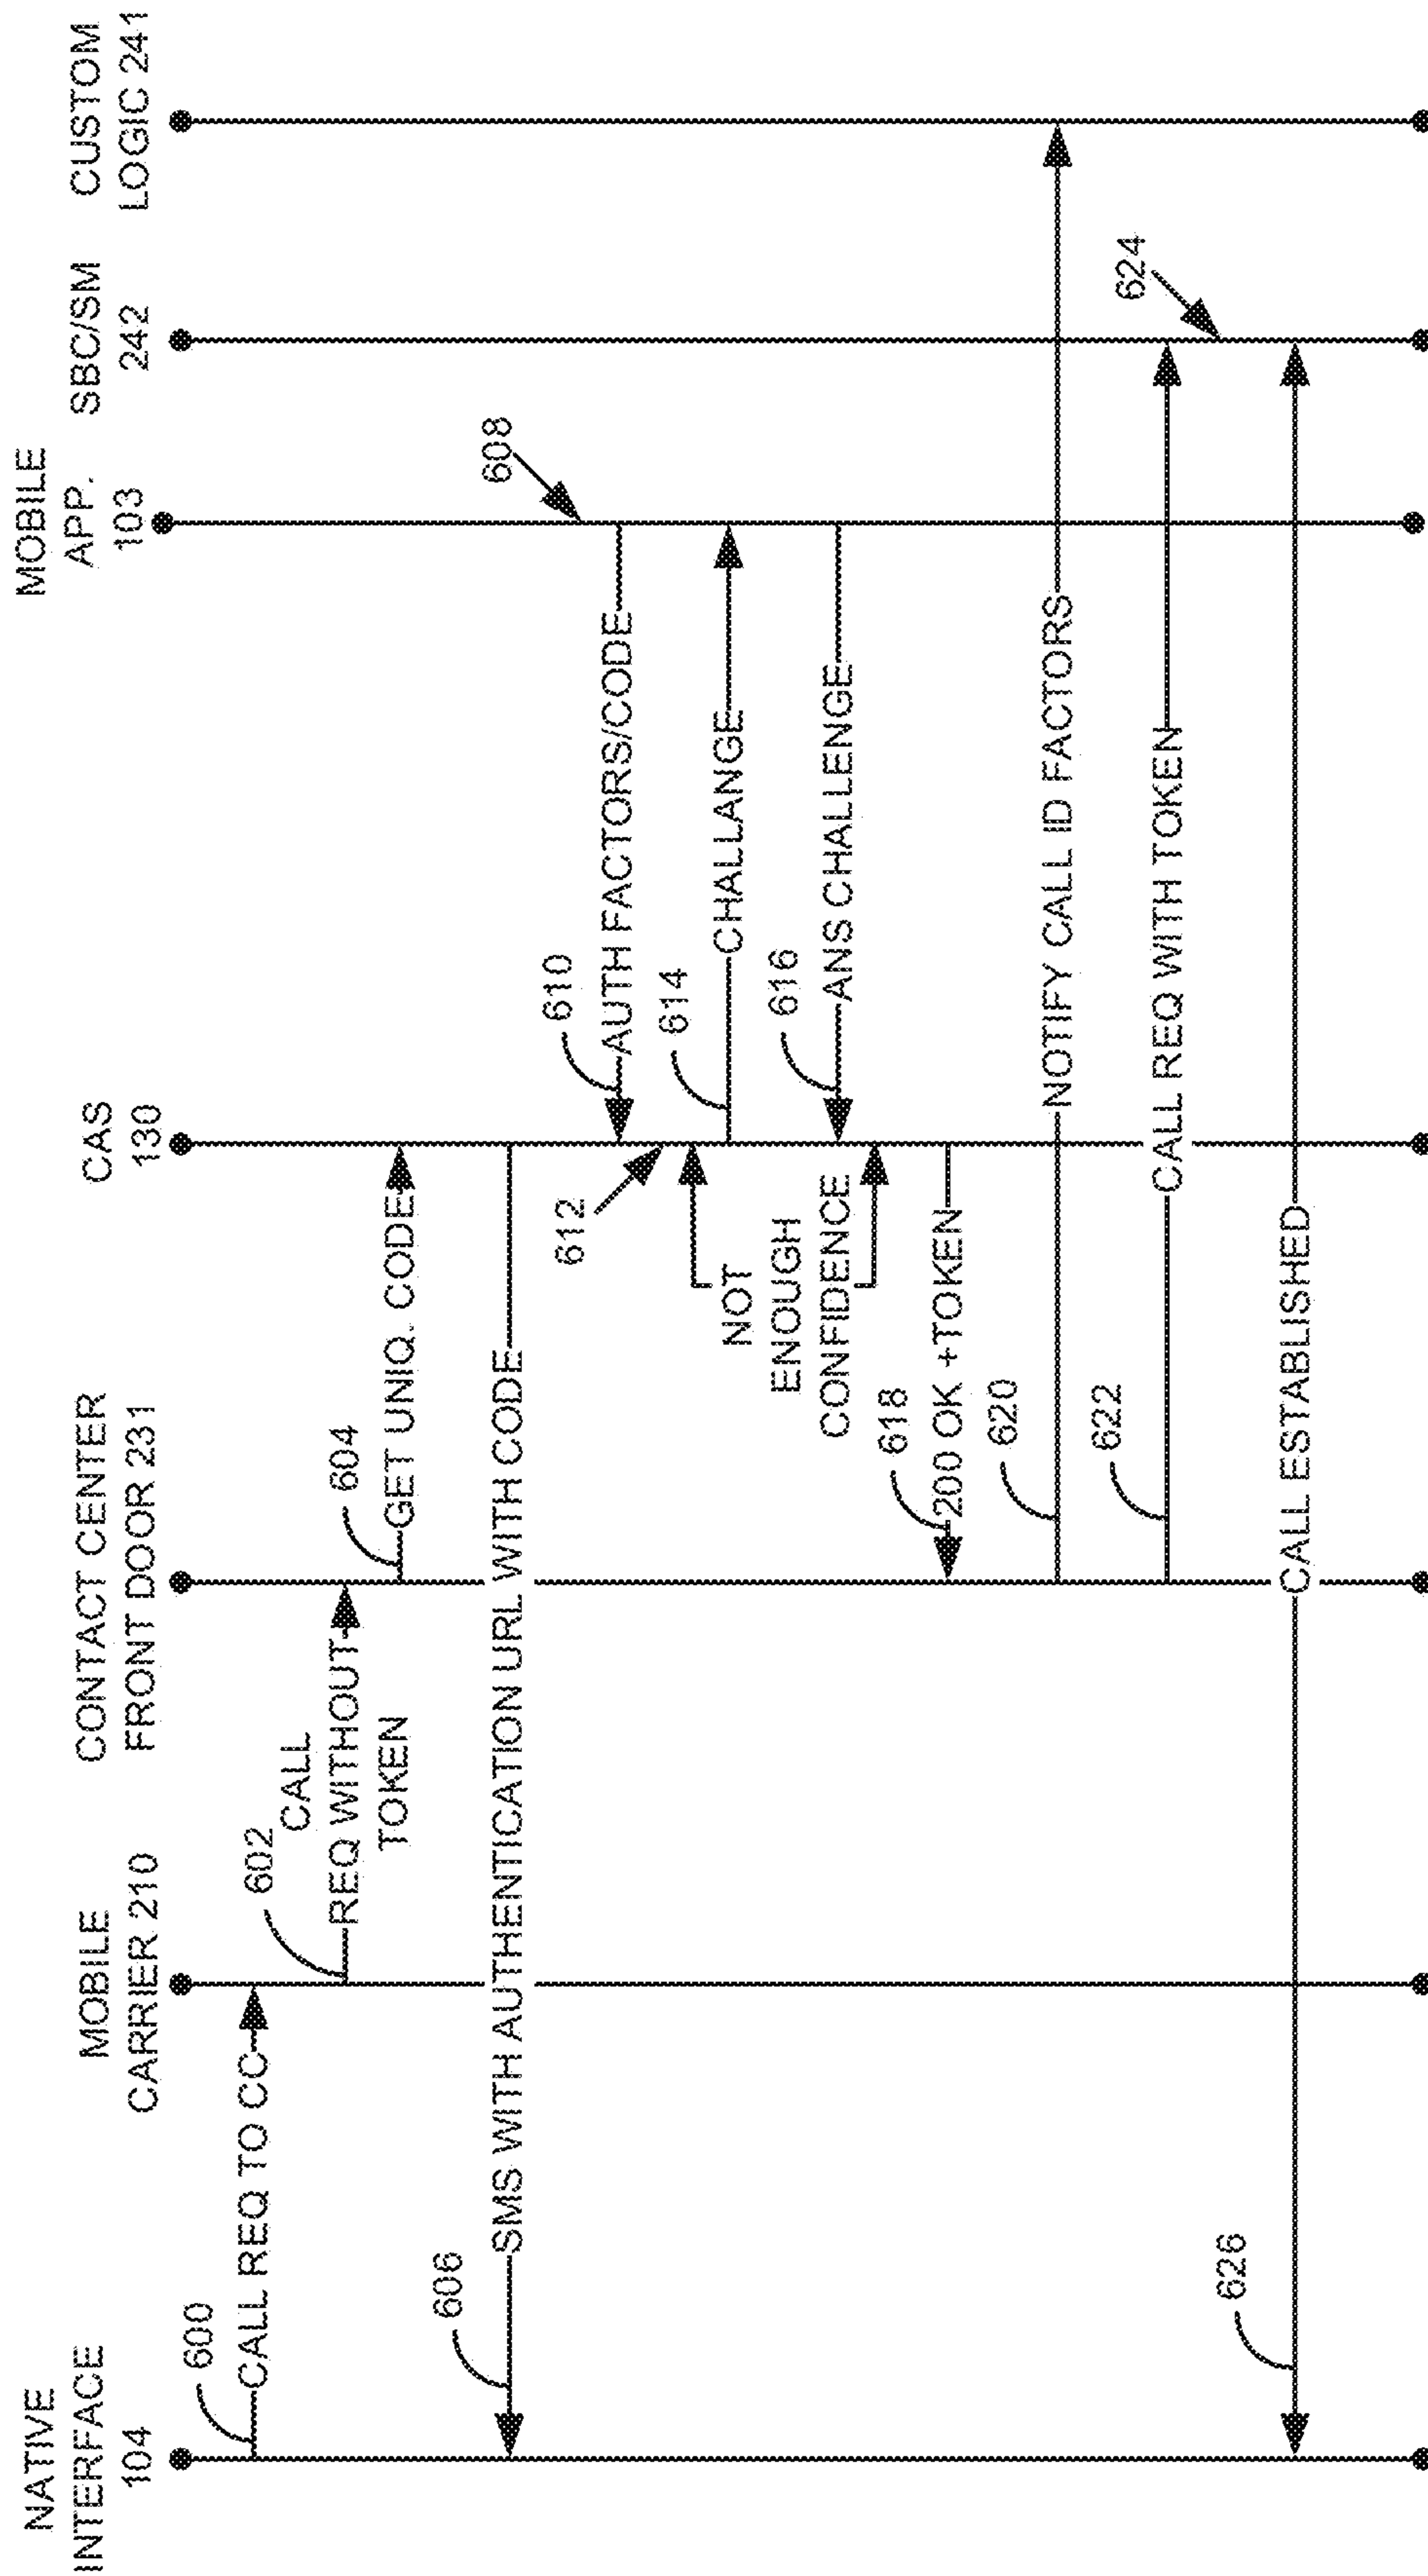 NATIVE
INTERFACE
104
MOBILE
CARRIER 210
CONTACT CENTER
FRONT DOOR 231
CAS
130
MOBILE
APP.
103
SBC/SM
242
CUSTOM
LOGIC 241
600
CALL REQ TO CC
602
CALL
REQ WITHOUT
TOKEN
604
GET UNIQ. CODE
606
SMS WITH AUTHENTICATION URL WITH CODE
608
610
AUTH FACTORS/CODE
612
614
CHALLANGE
NOT
ENOUGH
CONFIDENCE
616
ANS CHALLENGE
618
200 OK +TOKEN
620
NOTIFY CALL ID FACTORS
622
CALL REQ WITH TOKEN
624
626
CALL ESTABLISHED